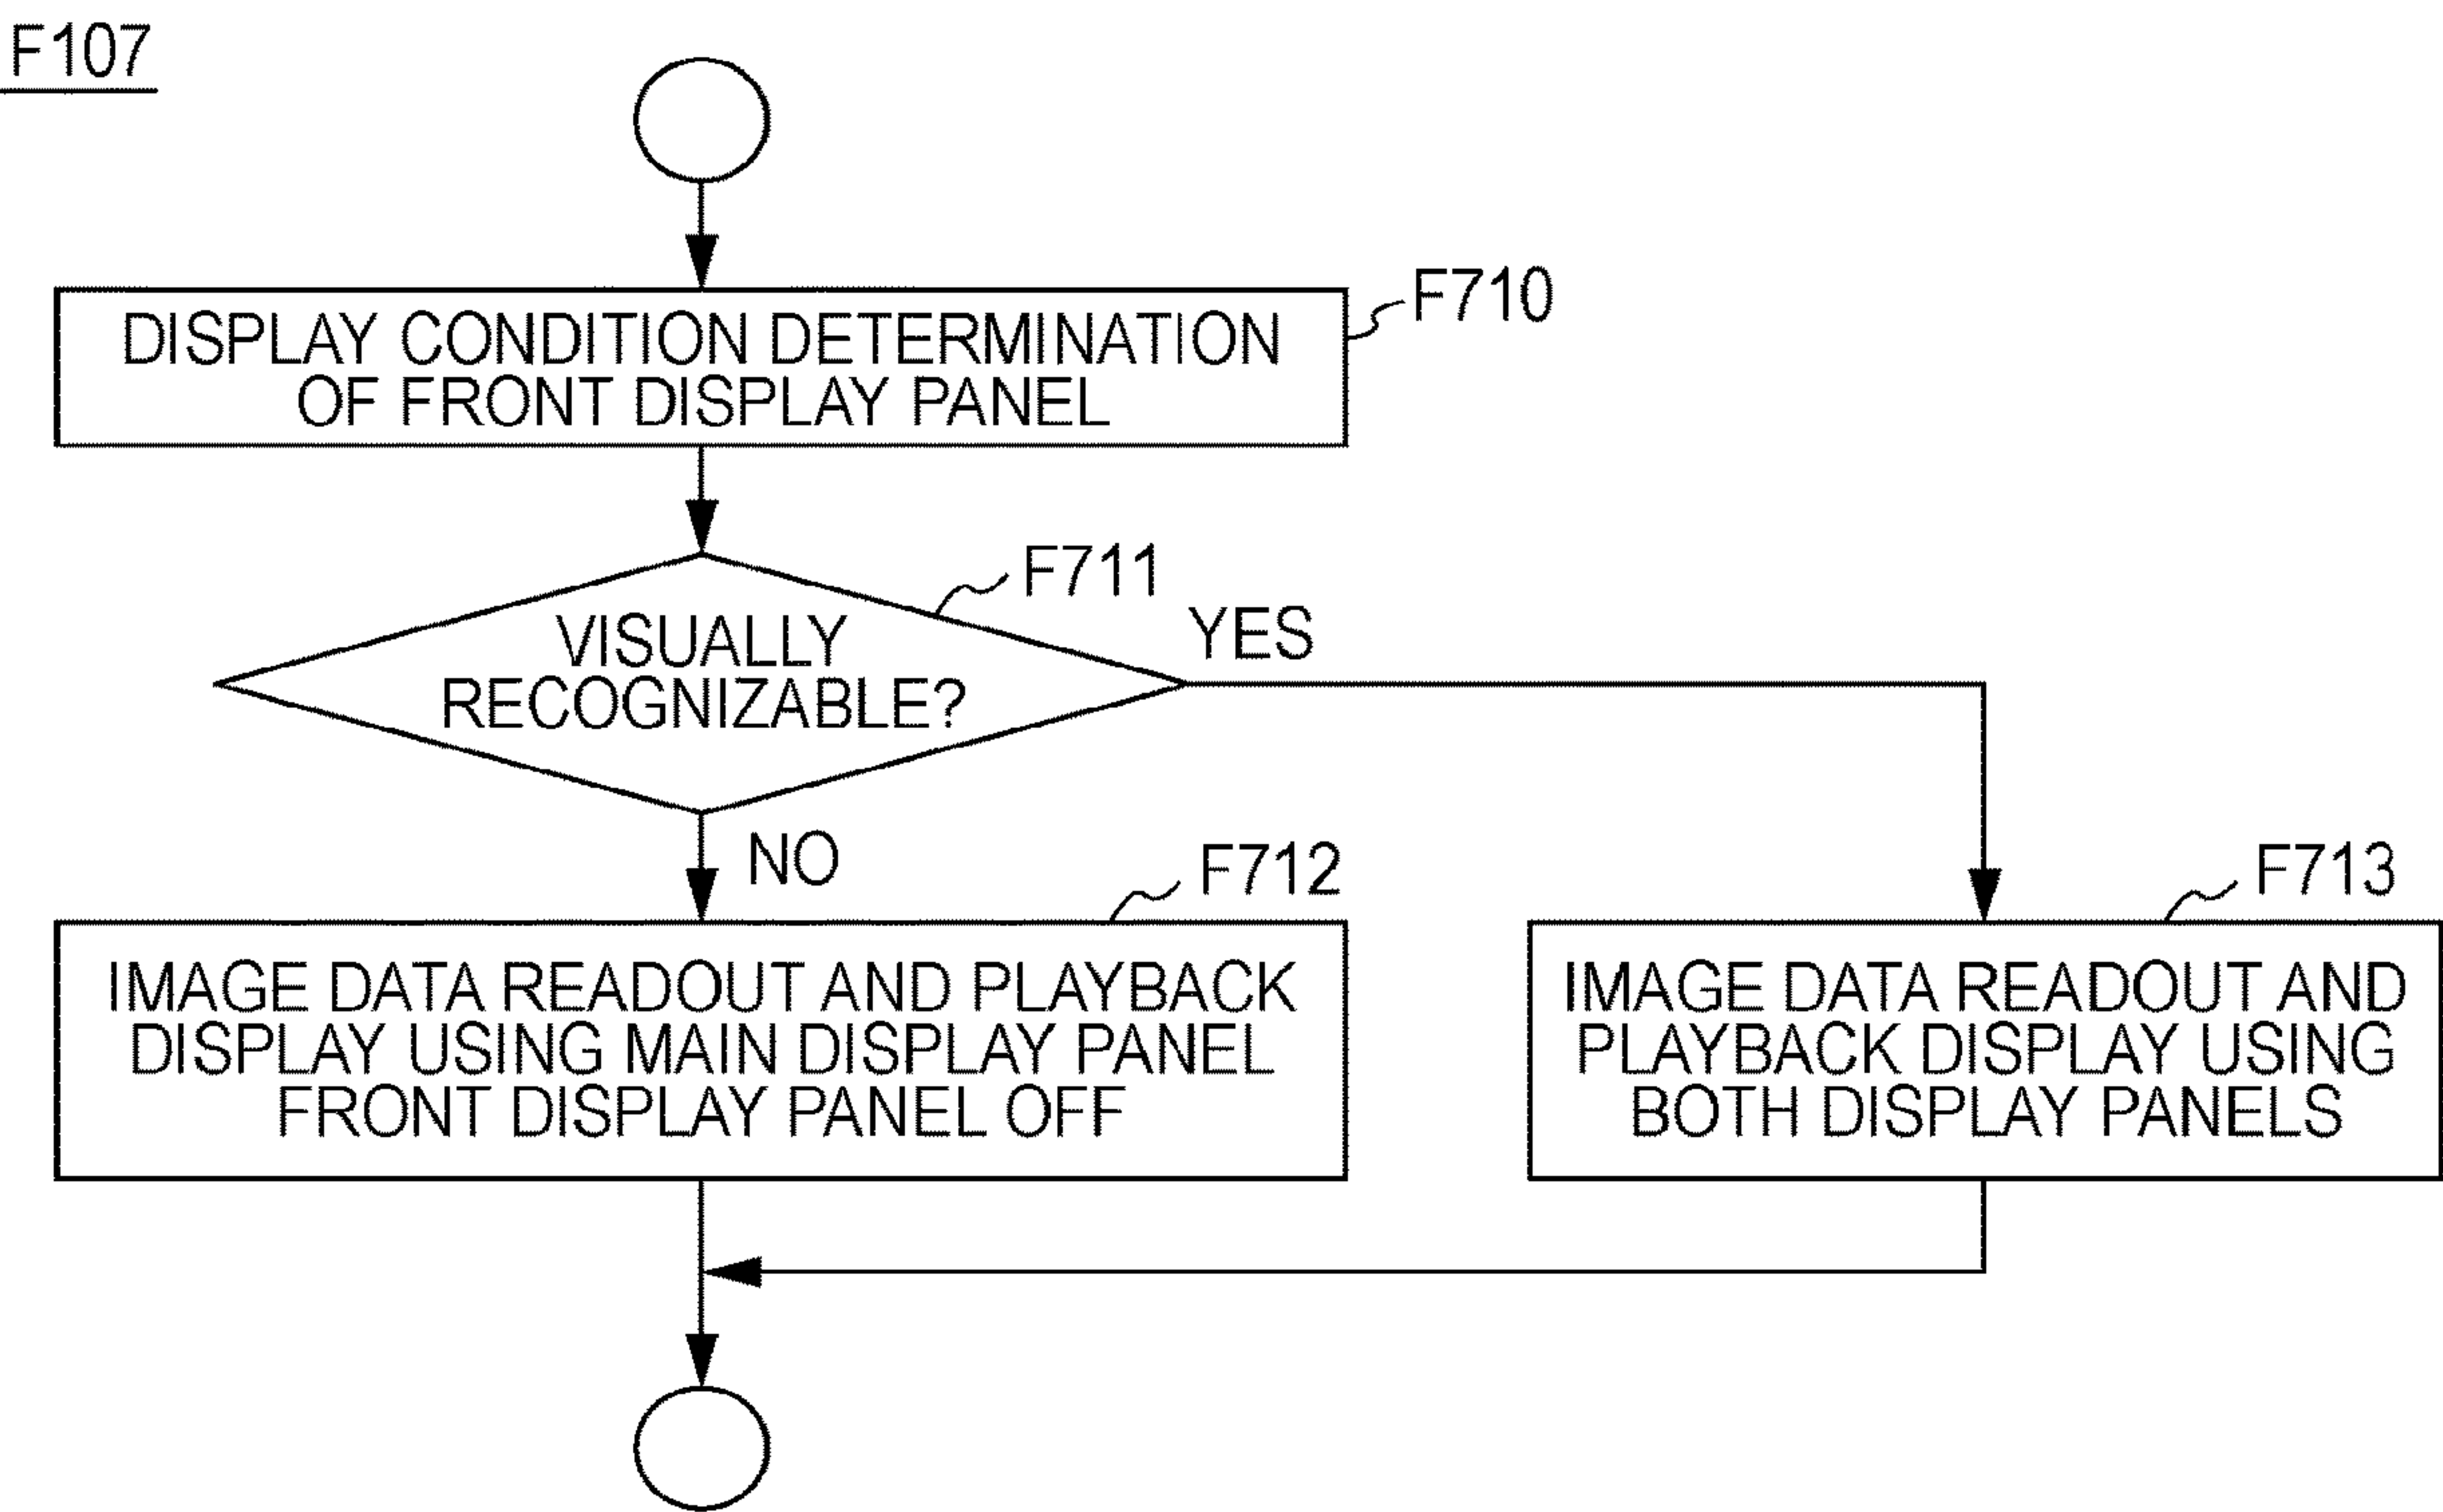 F107
F710
DISPLAY CONDITION DETERMINATION
OF FRONT DISPLAY PANEL
F711
YES
VISUALLY
RECOGNIZABLE?
NO
F712
F713
IMAGE DATA READOUT AND PLAYBACK
DISPLAY USING MAIN DISPLAY PANEL
FRONT DISPLAY PANEL OFF
IMAGE DATA READOUT AND
PLAYBACK DISPLAY USING
BOTH DISPLAY PANELS